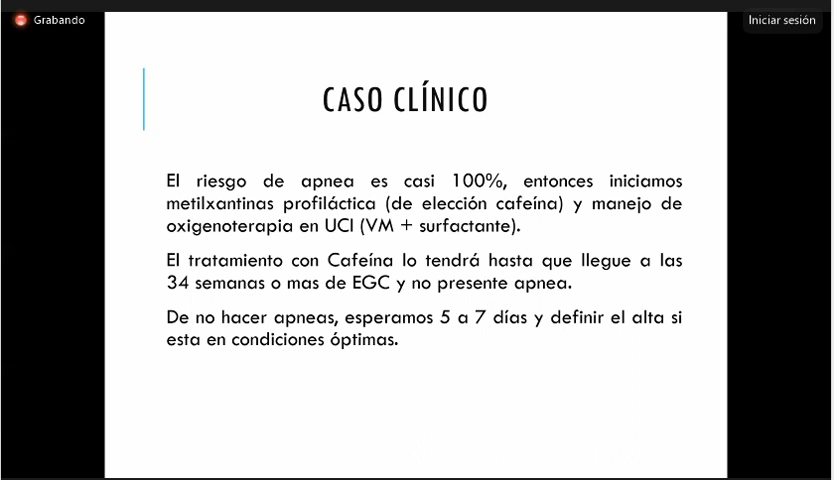 Grabando
Iniciar sesión
CASO CLÍNICO
El riesgo de apnea es casi 100%, entonces iniciamos
metilxantinas profiláctica (de elección cafeína) y manejo de
oxigenoterapia en UCI (VM + surfactante).
El tratamiento con Cafeína lo tendrá hasta que llegue a las
34 semanas o mas de EGC y no presente apnea.
De no hacer apneas, esperamos 5 a 7 días y definir el alta si
esta en condiciones óptimas.